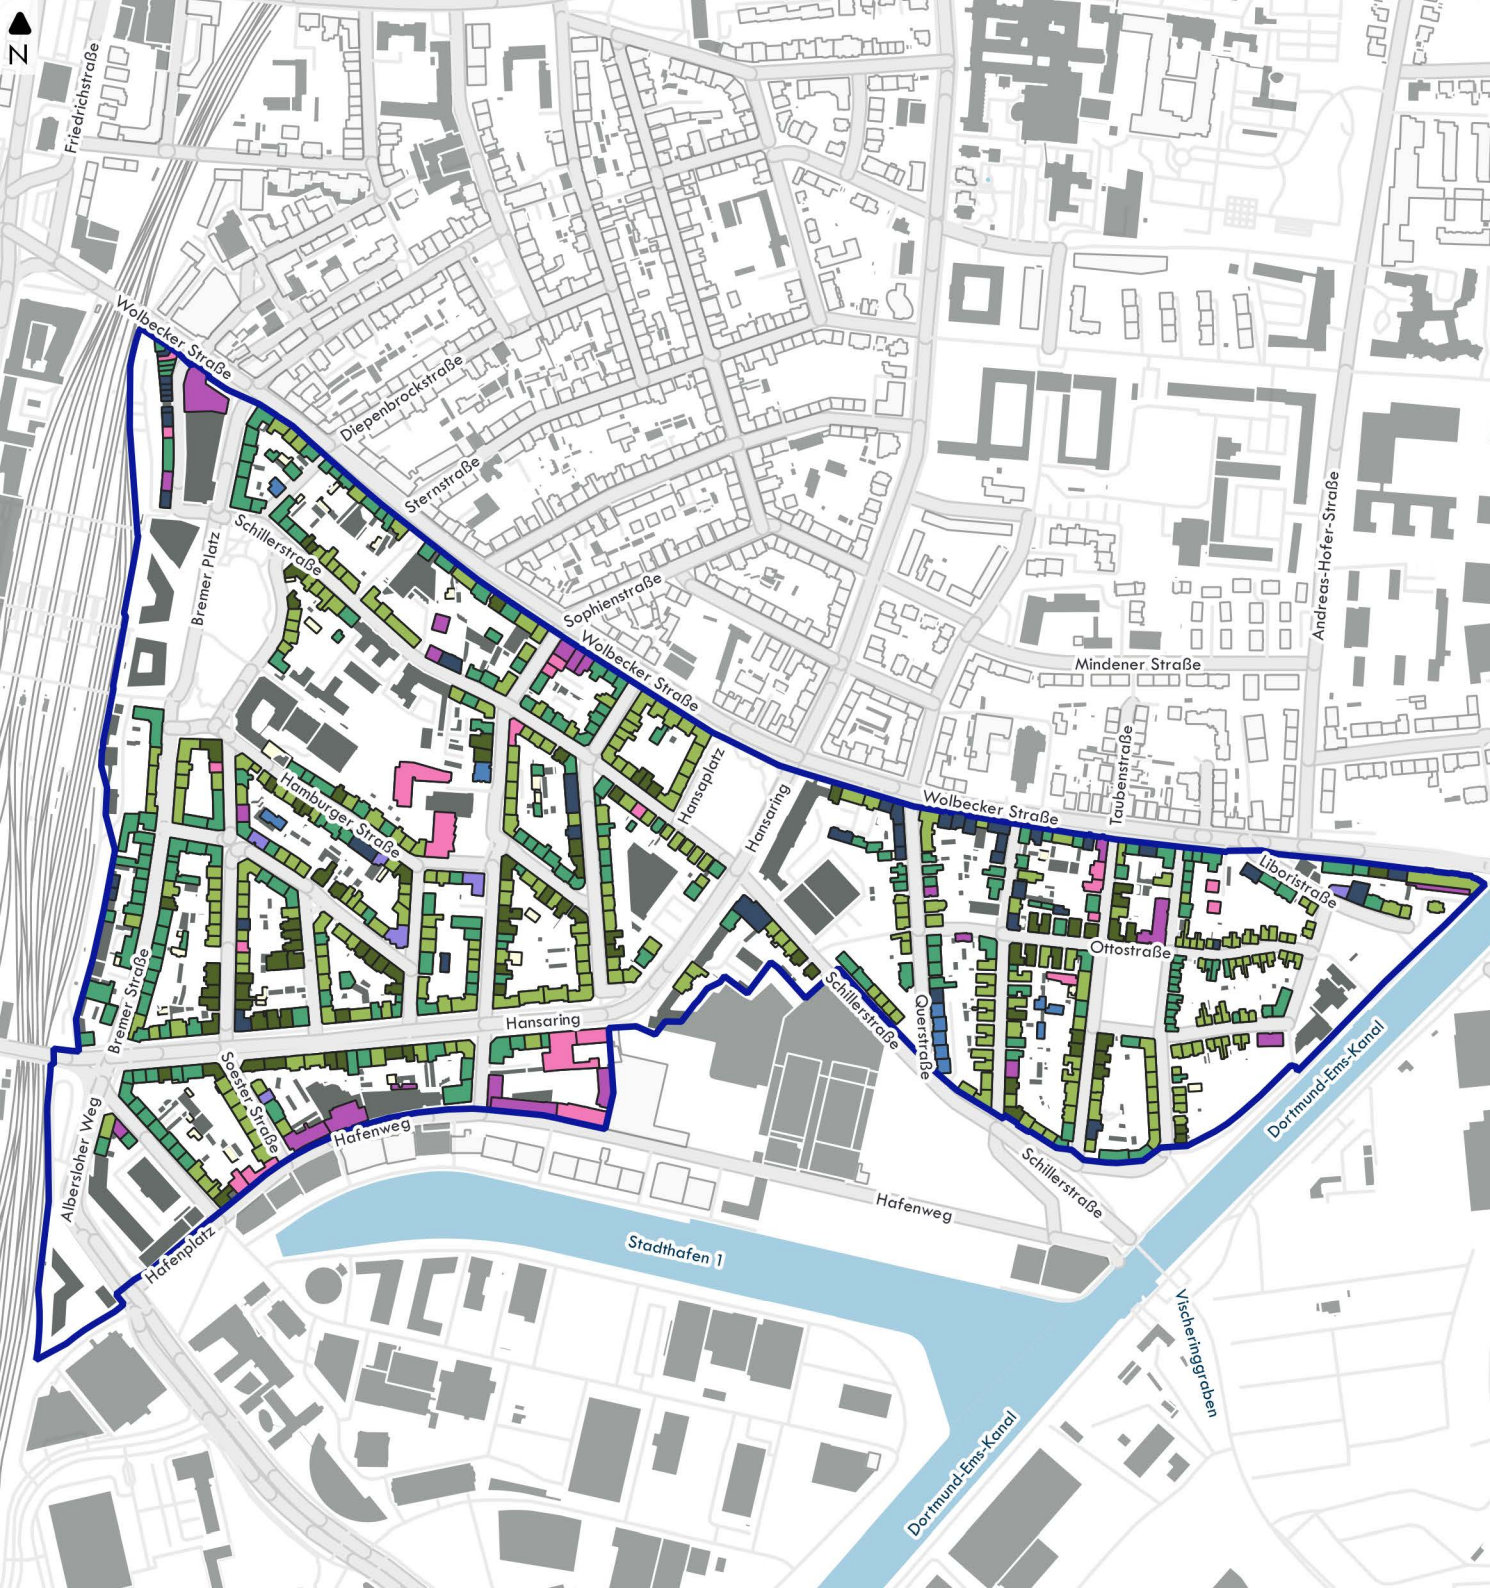 N
Friedrichstraße
Wolbecker Straße
Diepenbrockstraße
Sternstraße
Schillerstraße
Bremer Platz
Sophienstraße
Wolbecker Straße
Andreas-Hofer-Straße
Mindener Straße
Taubenstraße
Hansaplatz
Hansaring
Hamburger Straße
Wolbecker Straße
Liboristraße
Ottostraße
Bremer Straße
Hansaring
Schillerstraße
Querstraße
Soester Straße
Hafenweg
Albersloher Weg
Hafenplatz
Dortmund-Ems-Kanal
Schillerstraße
Hafenweg
Stadthafen 1
Vischeringgraben
Dortmund-Ems-Kanal